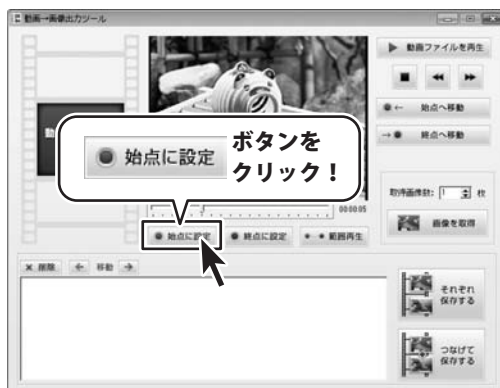 動画→画像出力ツール
動画ファイルを再生
始点へ移動
終点へ移動
動
始点に設定
ボタンを
クリック！
00:00:05
取得画像数: 1 枚
始点に設定
終点に設定
範囲再生
画像を取得
削除
移動
それぞれ
保存する
つなげて
保存する